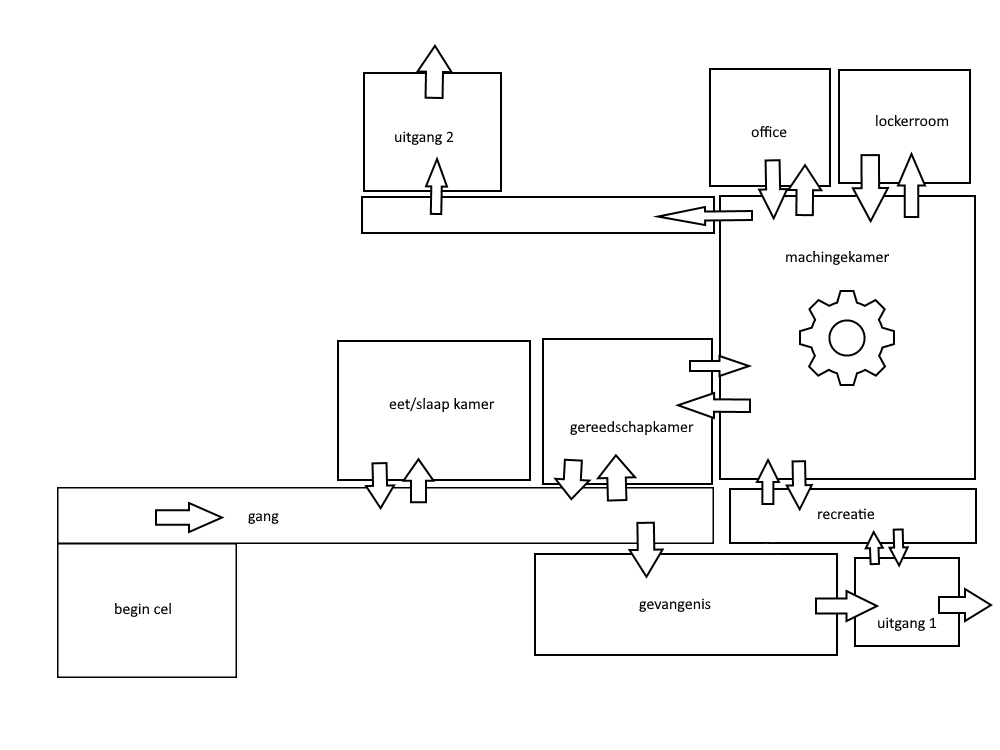 office
lockerroom
uitgang 2
machingekamer
eet/slaap kamer
gereedschapkamer
gang
recreatie
begin cel
gevangenis
uitgang 1